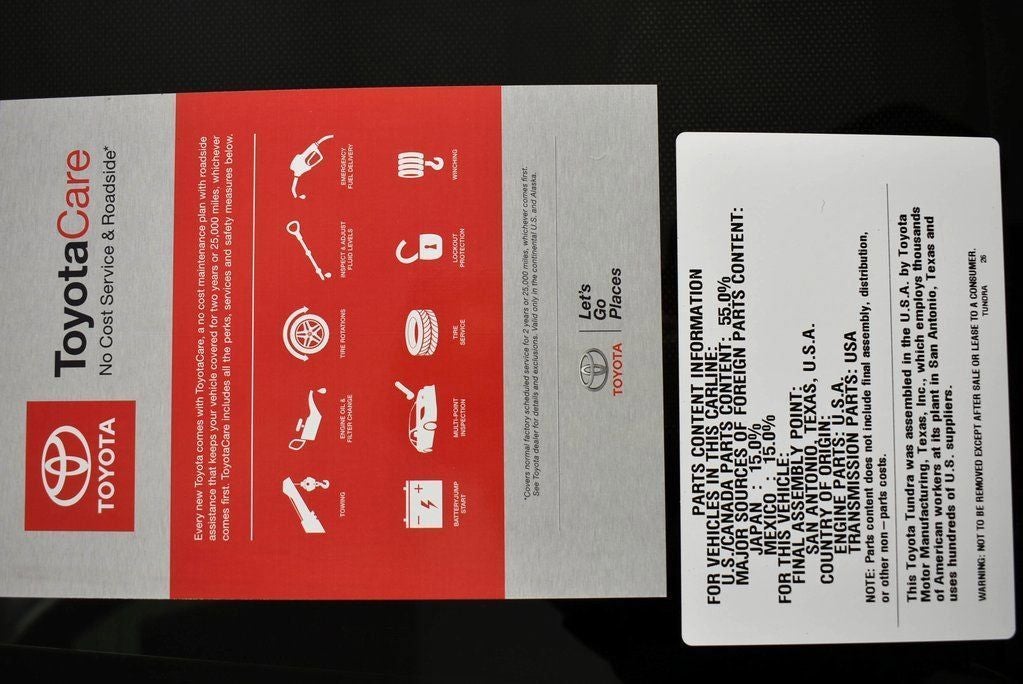 TOYOTA
ToyotaCare
No Cost Service & Roadside*
Every new Toyota comes with ToyotaCare, a no cost maintenance plan with roadside
assistance that keeps your vehicle covered for two years or 25,000 miles, whichever
comes first. ToyotaCare includes all the perks, services and safety measures below.
TOWING
ENGINE OIL &
FILTER CHANGE
TIRE ROTATIONS
INSPECT & ADJUST
FLUID LEVELS
EMERGENCY
FUEL DELIVERY
BATTERY/JUMP
START
MULTI-POINT
INSPECTION
TIRE
SERVICE
LOCKOUT
PROTECTION
WINCHING
*Covers normal factory scheduled service for 2 years or 25,000 miles, whichever comes first.
See Toyota dealer for details and exclusions. Valid only in the continental U.S. and Alaska.
TOYOTA
Let's
Go
Places
PARTS CONTENT INFORMATION
FOR VEHICLES IN THIS CARLINE:
U.S./CANADA PARTS CONTENT: 55.0%
MAJOR SOURCES OF FOREIGN PARTS CONTENT:
JAPAN : 15.0%
MEXICO : 15.0%
FOR THIS VEHICLE:
FINAL ASSEMBLY POINT:
SAN ANTONIO, TEXAS, U.S.A.
COUNTRY OF ORIGIN:
ENGINE PARTS: U.S.A.
TRANSMISSION PARTS: USA
NOTE: Parts content does not include final assembly, distribution,
or other non-parts costs.
This Toyota Tundra was assembled in the U.S.A. by Toyota
Motor Manufacturing, Texas, Inc., which employs thousands
of American workers at its plant in San Antonio, Texas and
uses hundreds of U.S. suppliers.
WARNING: NOT TO BE REMOVED EXCEPT AFTER SALE OR LEASE TO A CONSUMER.
TUNDRA 26